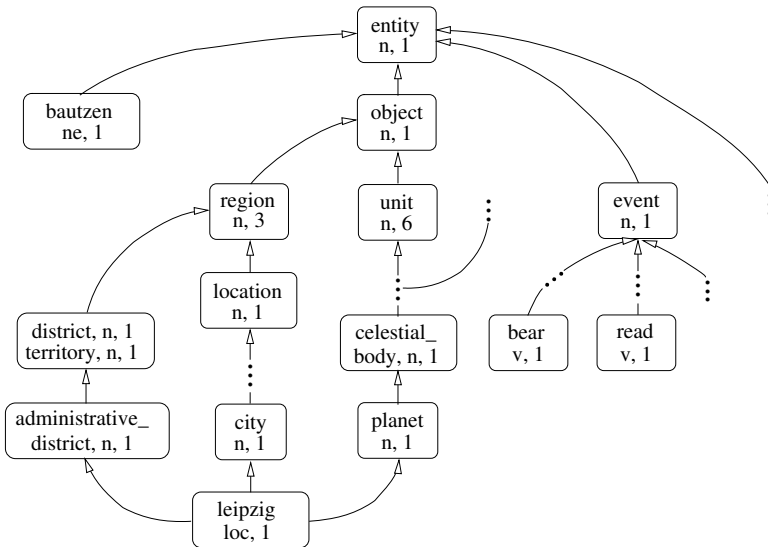 entity
n, 1
bautzen
ne, 1
object
n, 1
region
n, 3
unit
n, 6
event
n, 1
location
n, 1
district, n, 1
territory, n, 1
celestial_
body, n, 1
bear
v, 1
read
v, 1
administrative_
district, n, 1
city
n, 1
planet
n, 1
leipzig
loc, 1